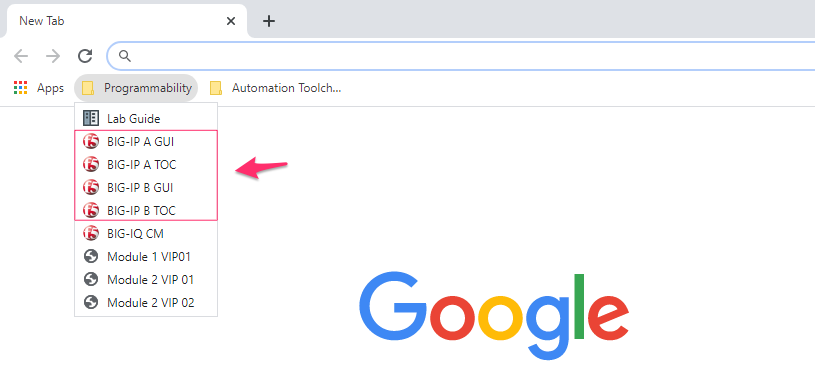 New Tab
Apps Programmability Automation Toolch...
Lab Guide
BIG-IP A GUI
BIG-IP A TOC
BIG-IP B GUI
BIG-IP B TOC
BIG-IQ CM
Module 1 VIP01
Module 2 VIP 01
Module 2 VIP 02
Google